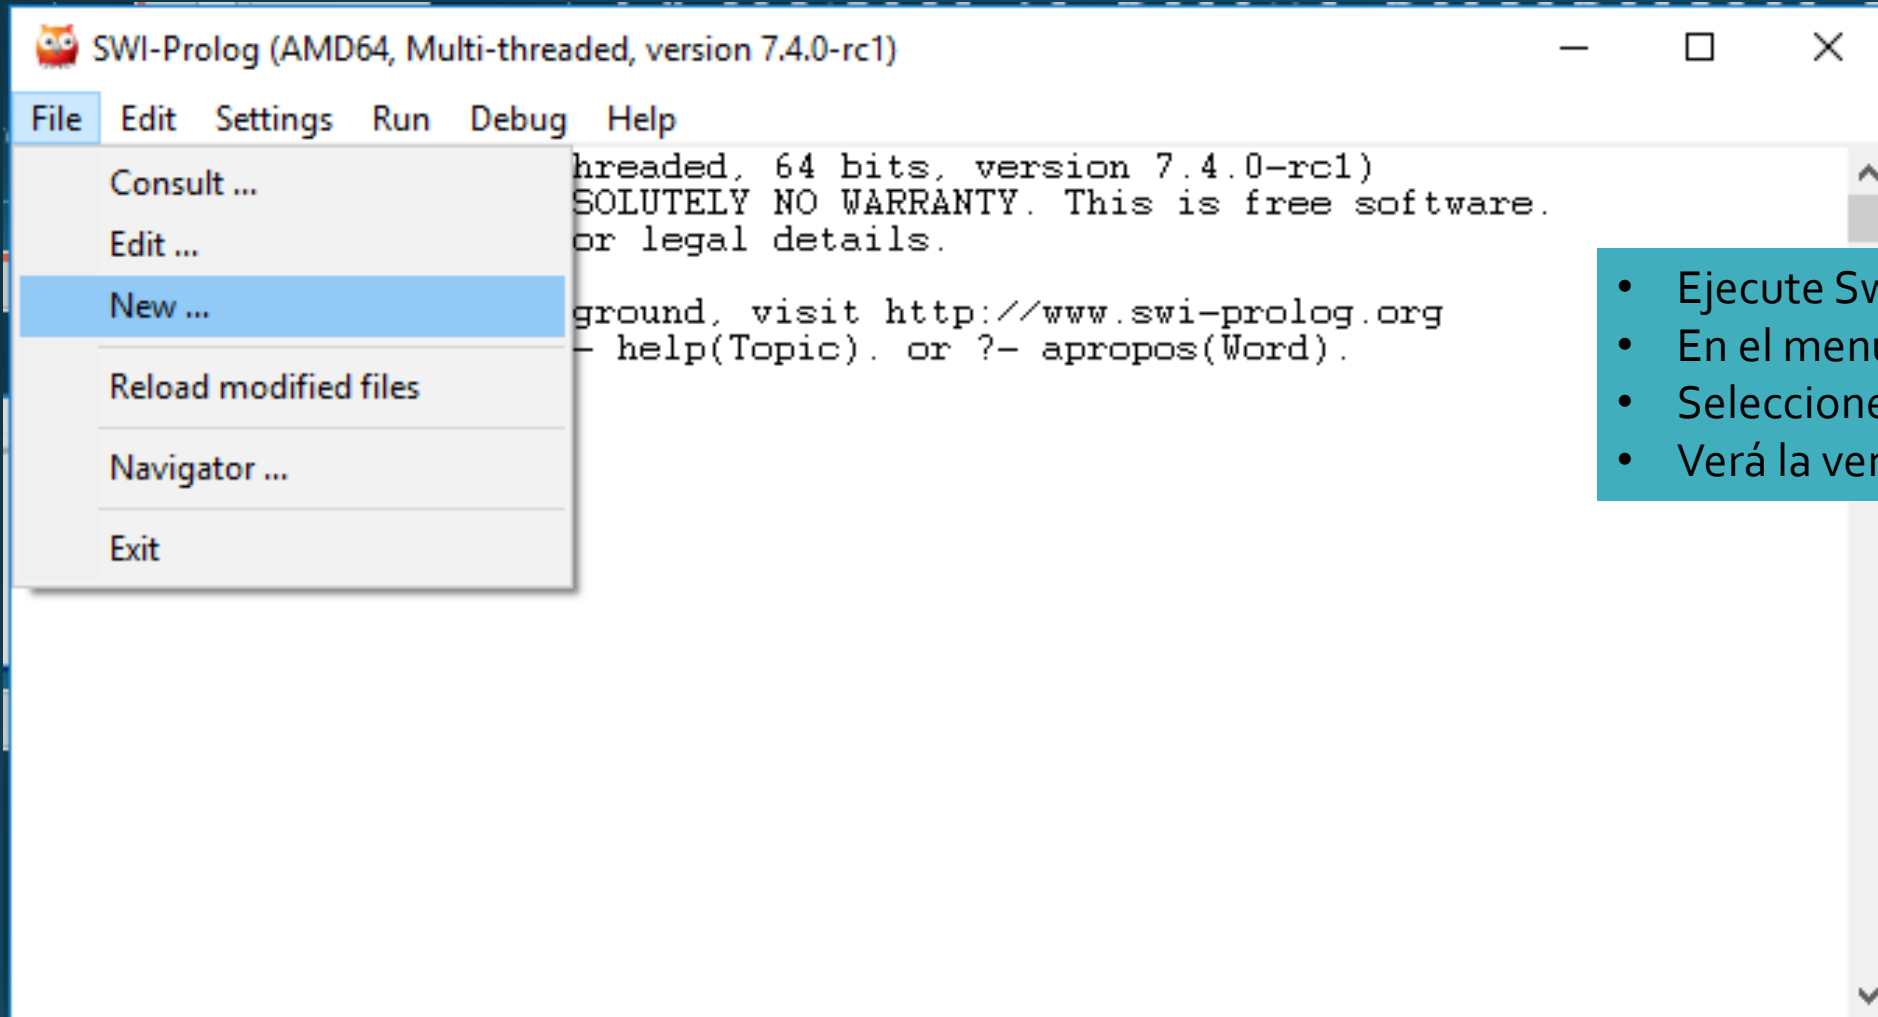 SWI-Prolog (AMD64, Multi-threaded, version 7.4.0-rc1)
File Edit Settings Run Debug Help
Consult ...
Edit ...
New ...
Reload modified files
Navigator ...
Exit
hreaded, 64 bits, version 7.4.0-rc1)
SOLUTELY NO WARRANTY. This is free software.
or legal details.
ground, visit http://www.swi-prolog.org
- help(Topic). or ?- apropos(Word).
• Ejecute Sw
• En el menú
• Seleccione
• Verá la ver